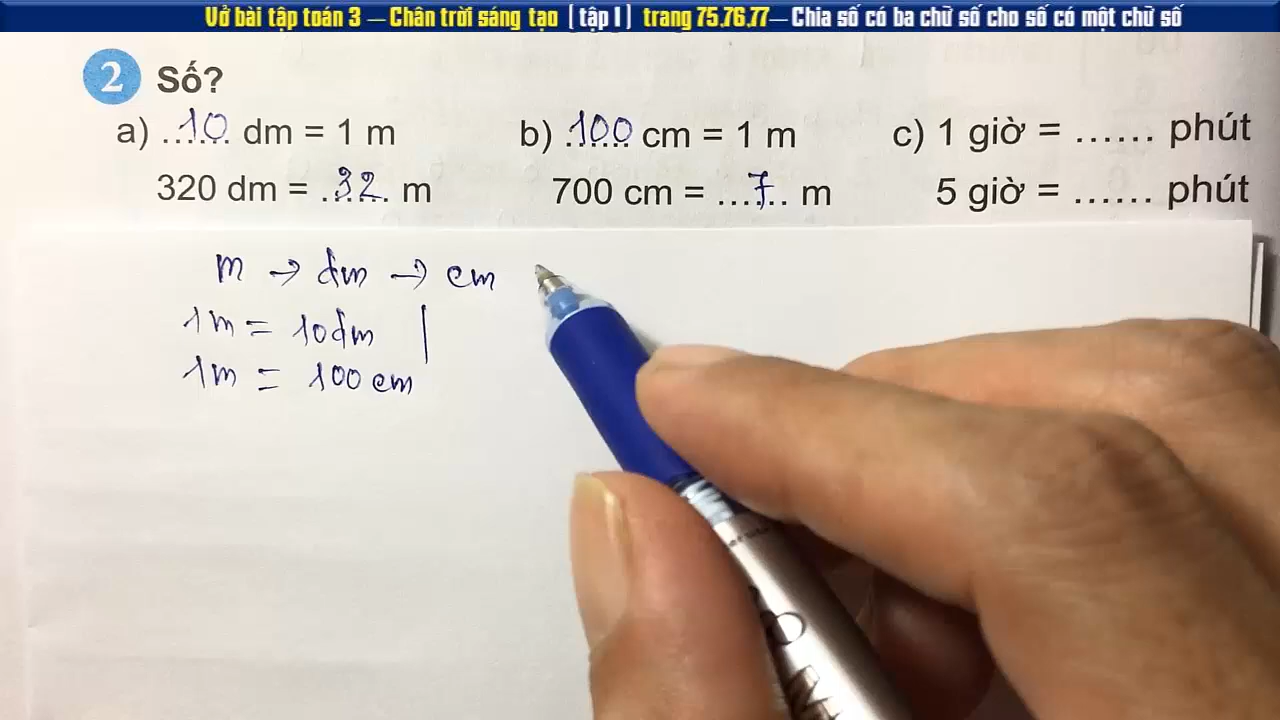 Vở bài tập toán 3 – Chân trời sáng tạo (tập 1) trang 75,76,77– Chia số có ba chữ số cho số có một chữ số
2 Số?
a) ...10... dm = 1 m b) ...100... cm = 1 m c) 1 giờ = ...... phút
320 dm = ...32... m 700 cm = ...7... m 5 giờ = ...... phút
m → dm → cm
1m = 10dm |
1m = 100 cm